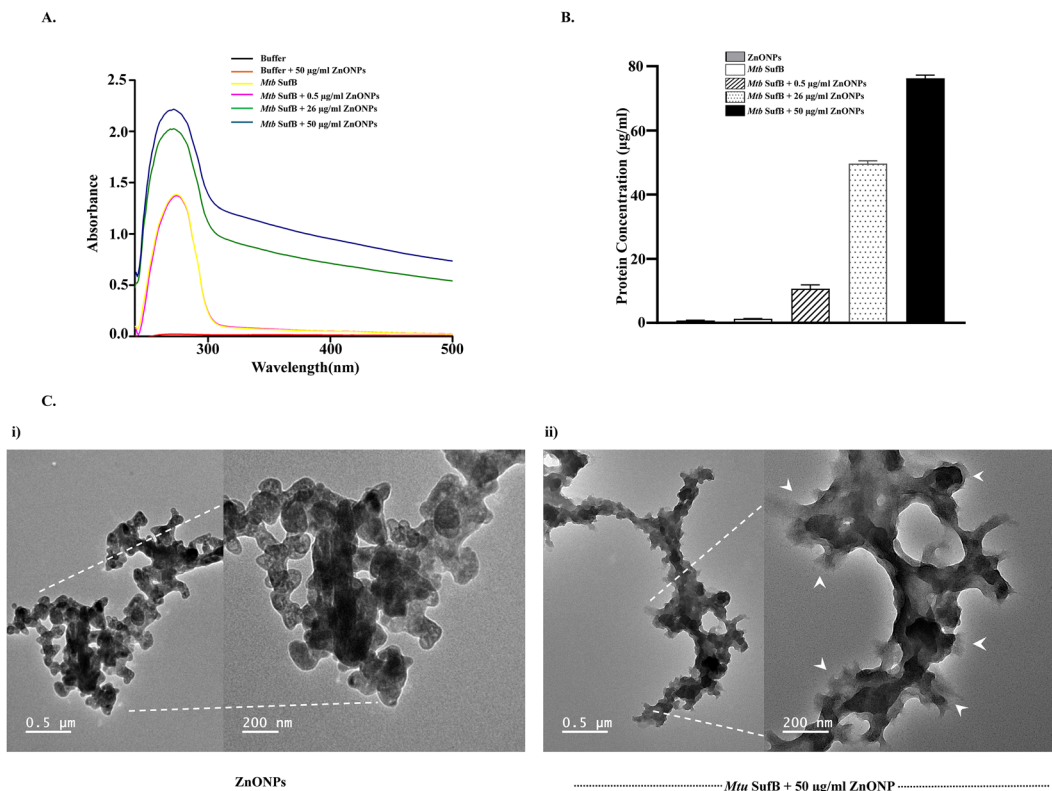 A.
Buffer
Buffer + 50 μg/ml ZnONPs
Mtb SufB
Mtb SufB + 0.5 μg/ml ZnONPs
Mtb SufB + 26 μg/ml ZnONPs
Mtb SufB + 50 μg/ml ZnONPs
2.5
2.0
1.5
1.0
0.5
0.0
Absorbance
300
400
500
Wavelength(nm)
B.
ZnONPs
Mtb SufB
Mtb SufB + 0.5 μg/ml ZnONPs
Mtb SufB + 26 μg/ml ZnONPs
Mtb SufB + 50 μg/ml ZnONPs
80
60
40
20
0
Protein Concentration (μg/ml)
C.
i)
0.5 μm
200 nm
ZnONPs
ii)
0.5 μm
200 nm
Mtu SufB + 50 μg/ml ZnONP